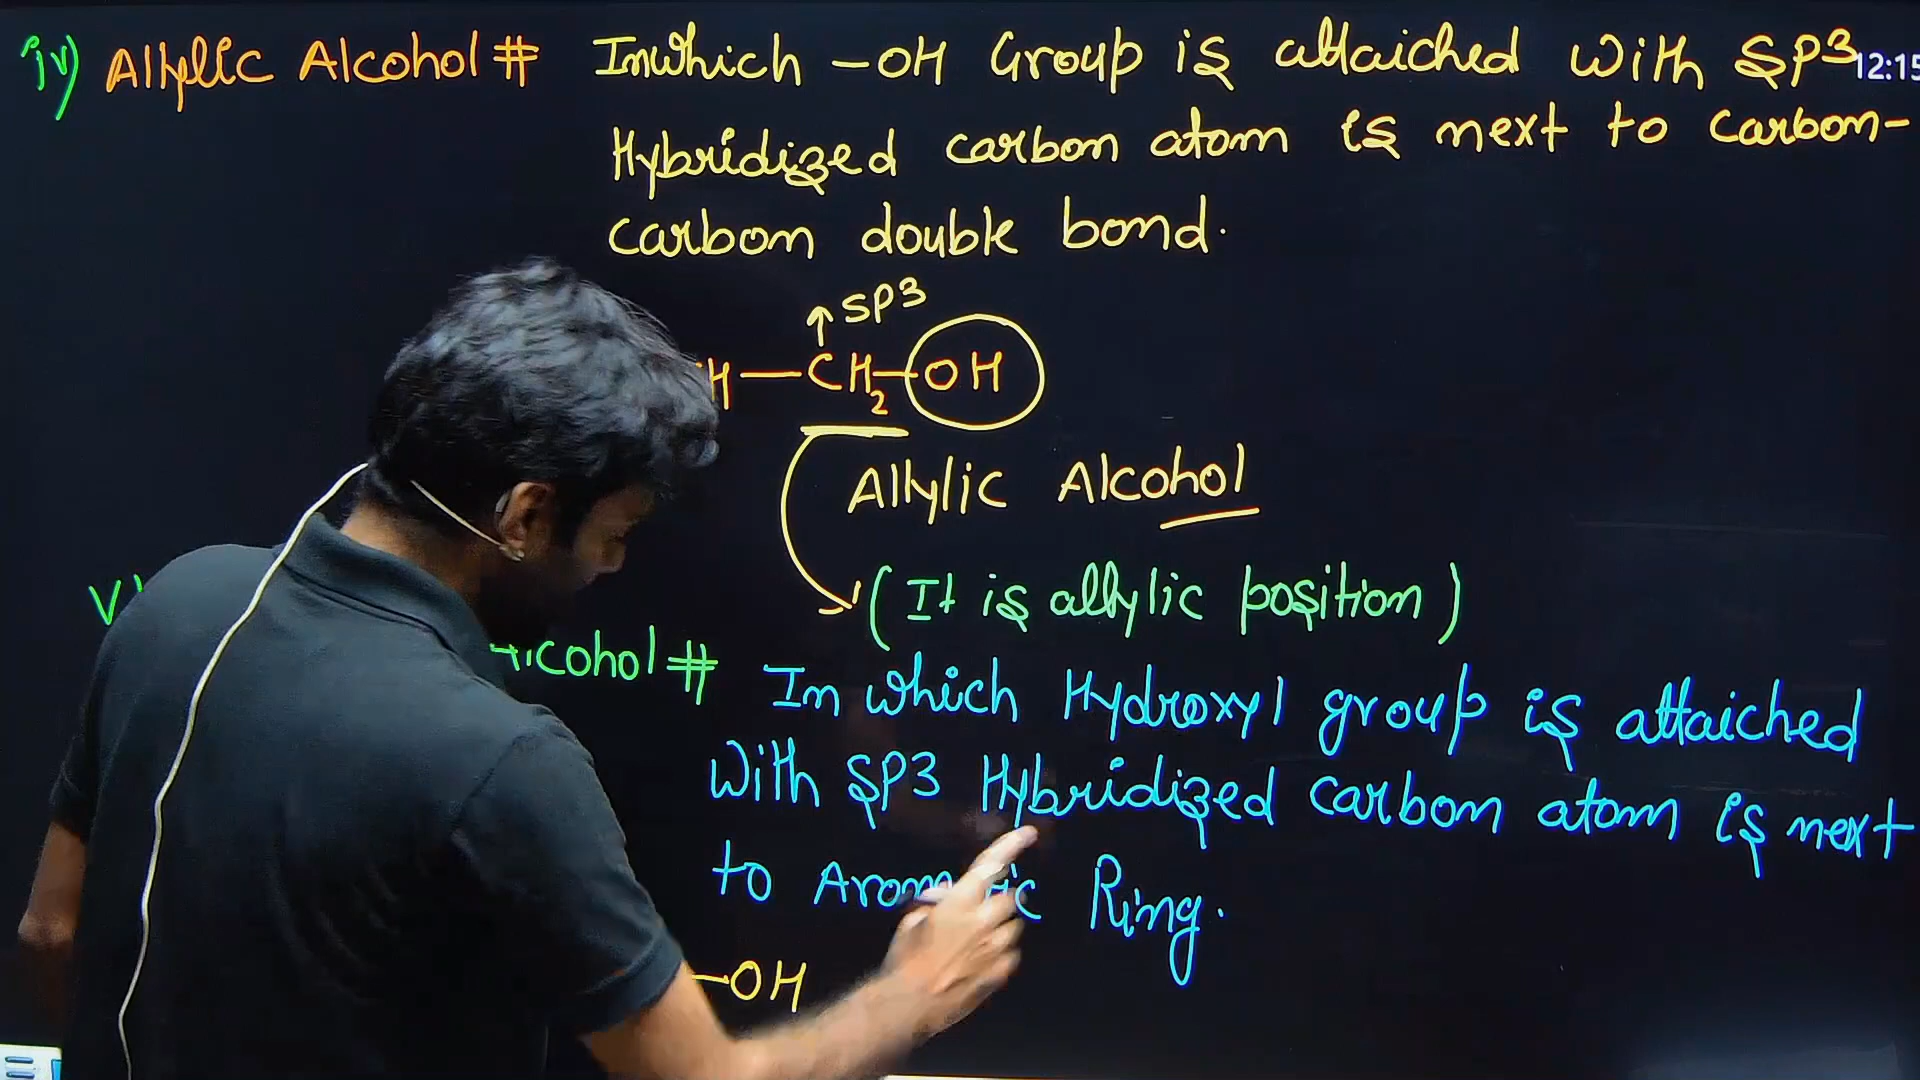 iv) Allylic Alcohol # Inwhich -OH Group is attaiched with SP3
12:15
Hybridized carbon atom is next to carbon-
carbon double bond.
↑ SP3
H — CH2 — OH
Allylic Alcohol
(It is allylic position)
V)
Alcohol # In which Hydroxyl group is attaiched
with SP3 Hybridized carbon atom is next
to Aromatic Ring.
—OH